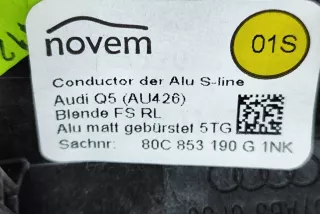 novem
01S
Conductor der Alu S-line
Audi Q5 (AU426)
Blende FS RL
Alu matt gebürstet 5TG
Sachnr: 80C 853 190 G 1NK